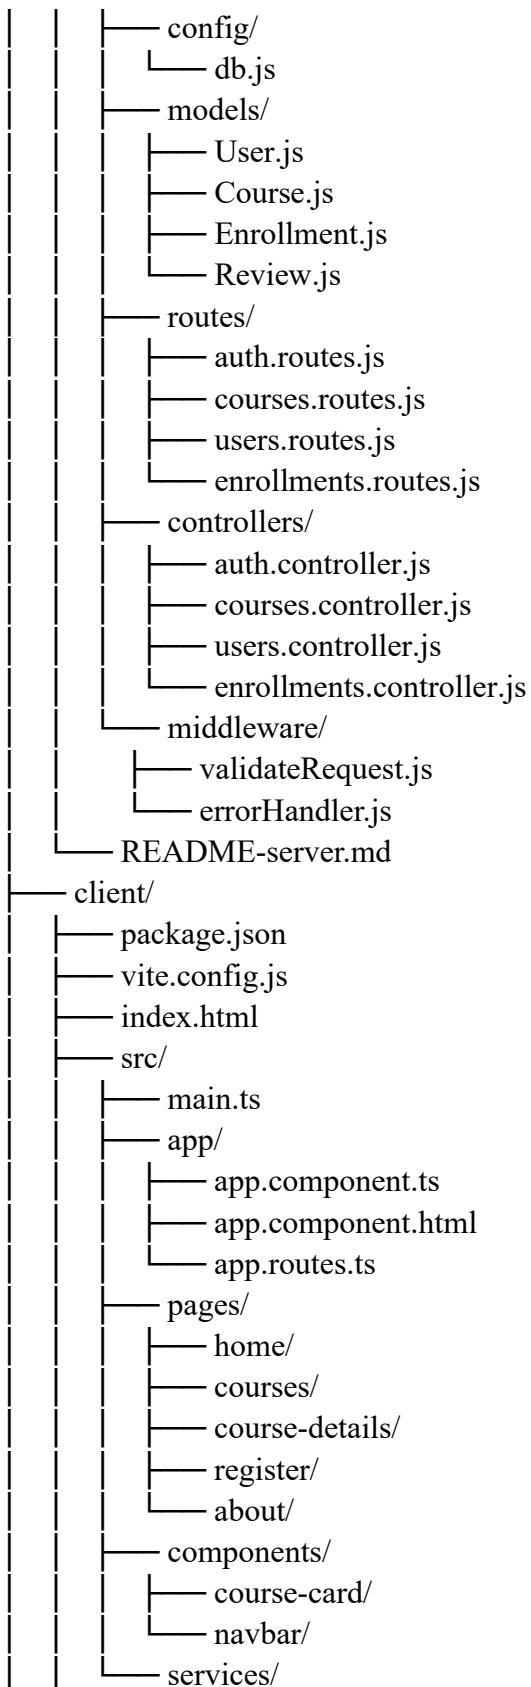 │ │ ├── config/
│ │ │ └── db.js
│ │ ├── models/
│ │ │ ├── User.js
│ │ │ ├── Course.js
│ │ │ ├── Enrollment.js
│ │ │ └── Review.js
│ │ ├── routes/
│ │ │ ├── auth.routes.js
│ │ │ ├── courses.routes.js
│ │ │ ├── users.routes.js
│ │ │ └── enrollments.routes.js
│ │ ├── controllers/
│ │ │ ├── auth.controller.js
│ │ │ ├── courses.controller.js
│ │ │ ├── users.controller.js
│ │ │ └── enrollments.controller.js
│ │ └── middleware/
│ │ ├── validateRequest.js
│ │ └── errorHandler.js
│ └── README-server.md
├── client/
│ ├── package.json
│ ├── vite.config.js
│ ├── index.html
│ ├── src/
│ │ ├── main.ts
│ │ ├── app/
│ │ │ ├── app.component.ts
│ │ │ ├── app.component.html
│ │ │ └── app.routes.ts
│ │ ├── pages/
│ │ │ ├── home/
│ │ │ ├── courses/
│ │ │ ├── course-details/
│ │ │ ├── register/
│ │ │ └── about/
│ │ ├── components/
│ │ │ ├── course-card/
│ │ │ └── navbar/
│ │ └── services/